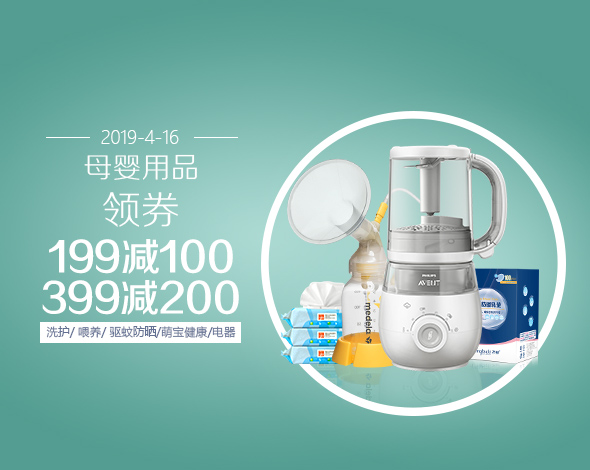 2019-4-16
母婴用品
领券
199减100
399减200
洗护/ 喂养/ 驱蚊防晒/萌宝健康/电器
PHILIPS
AVENT
medela